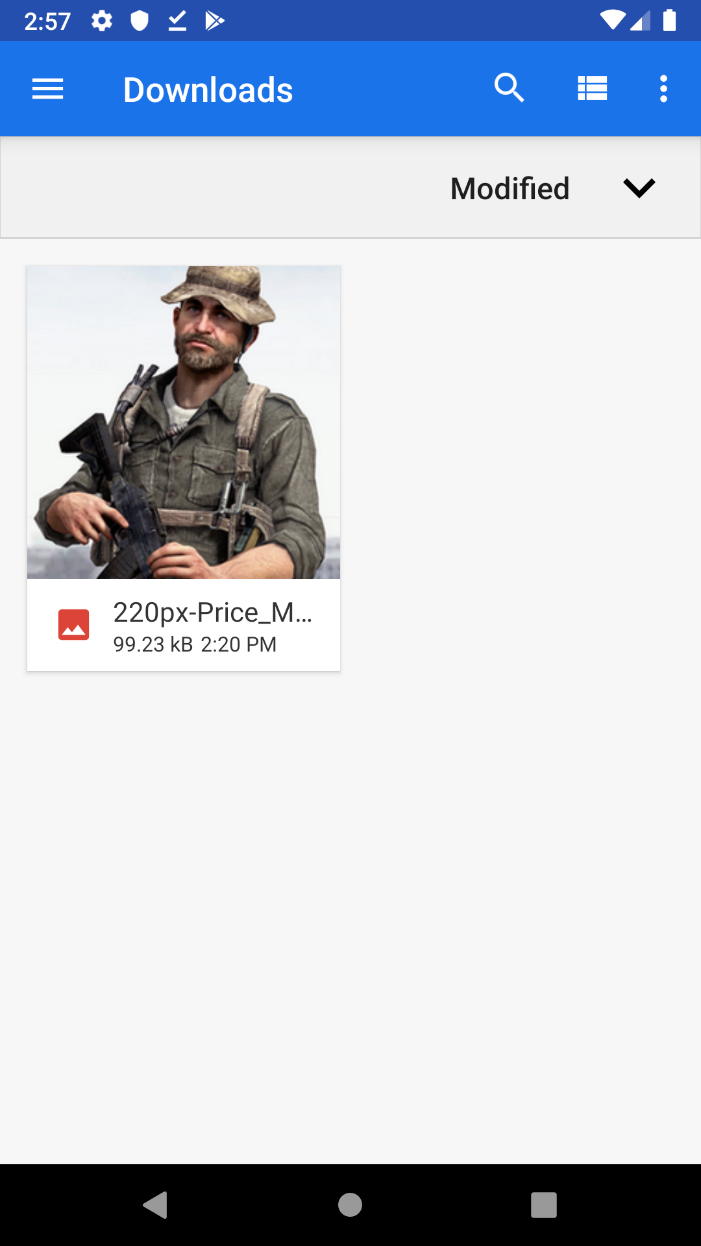 2:57
Downloads
Modified
220px-Price_M...
99.23 kB 2:20 PM